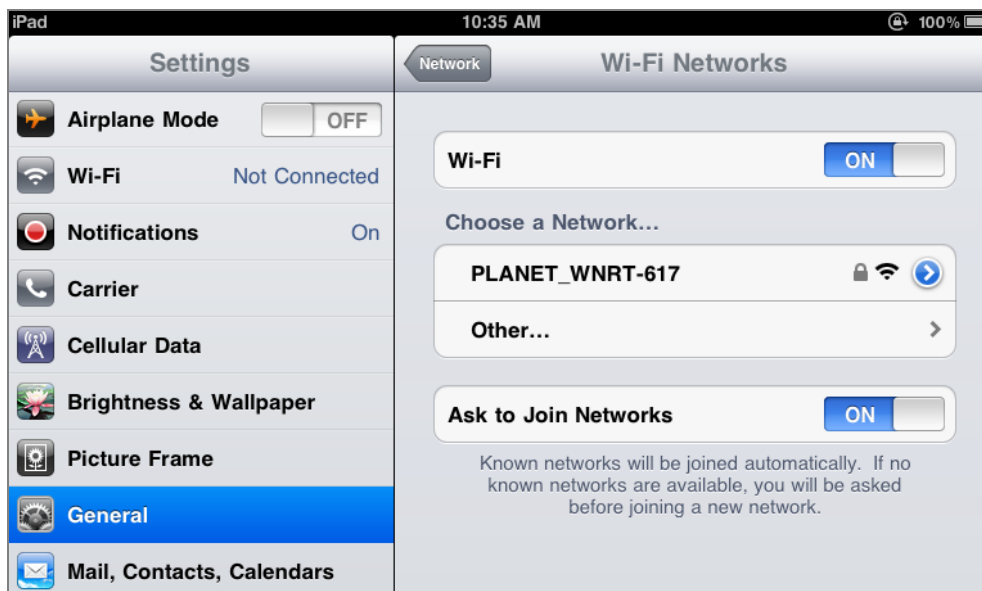 iPad 10:35 AM 100%
Settings
Network Wi-Fi Networks
Airplane Mode OFF
Wi-Fi Not Connected
Notifications On
Carrier
Cellular Data
Brightness & Wallpaper
Picture Frame
General
Mail, Contacts, Calendars
Wi-Fi ON
Choose a Network...
PLANET_WNRT-617
Other...
Ask to Join Networks ON
Known networks will be joined automatically. If no
known networks are available, you will be asked
before joining a new network.